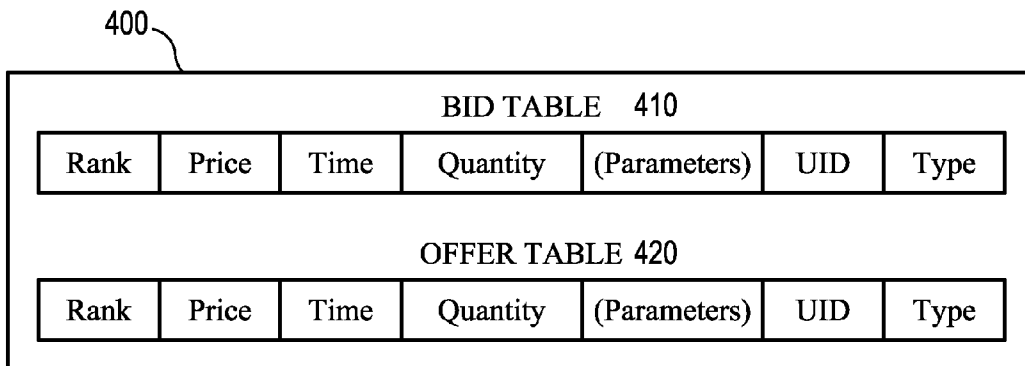 400
BID TABLE 410
Rank Price Time Quantity (Parameters) UID Type
OFFER TABLE 420
Rank Price Time Quantity (Parameters) UID Type